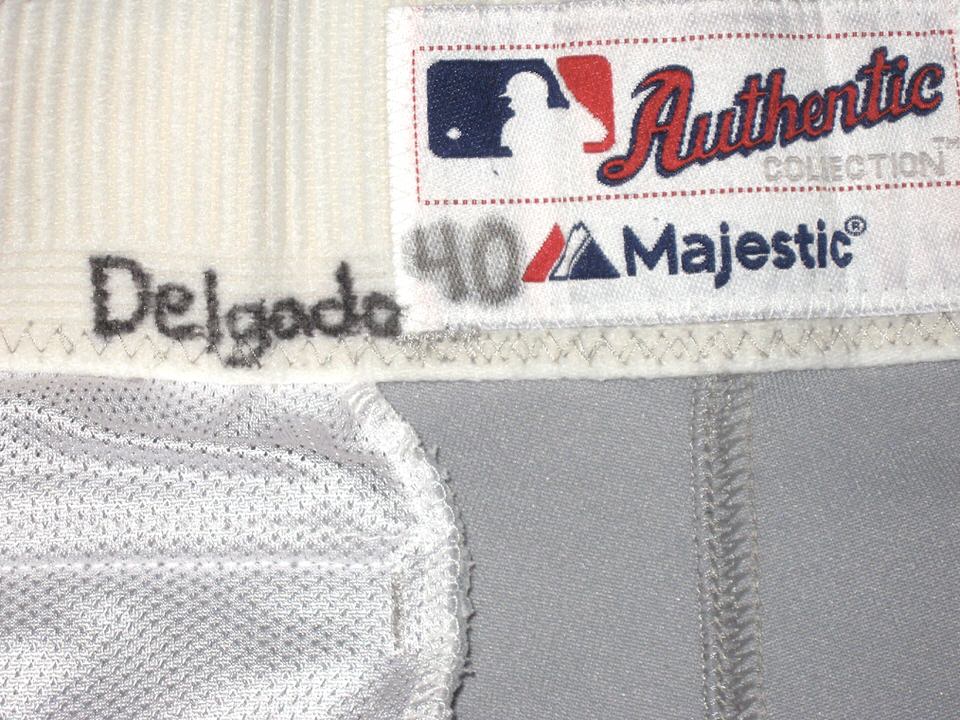 Authentic
COLLECTION™
40 Majestic®
Delgado